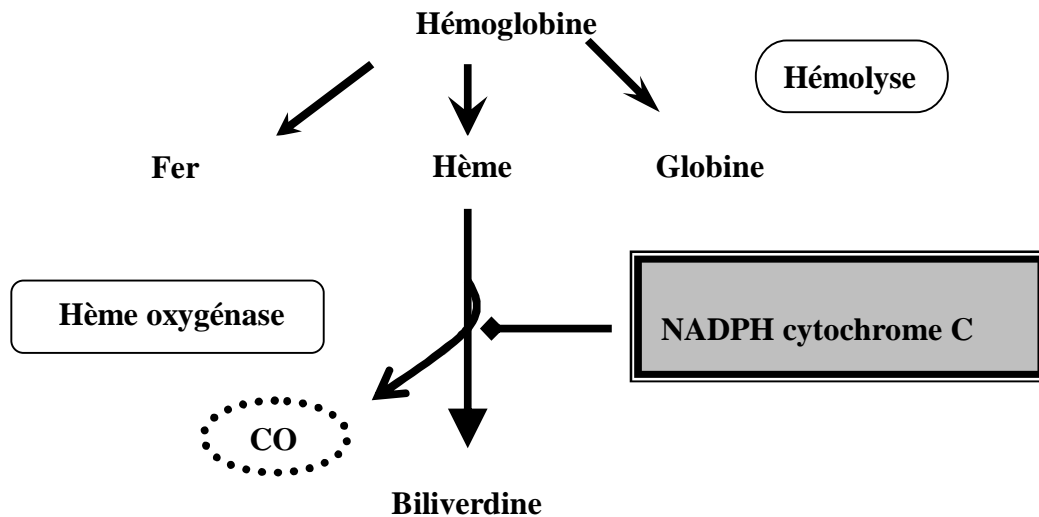 Hémoglobine
Hémolyse
Fer
Hème
Globine
Hème oxygénase
NADPH cytochrome C
CO
Biliverdine